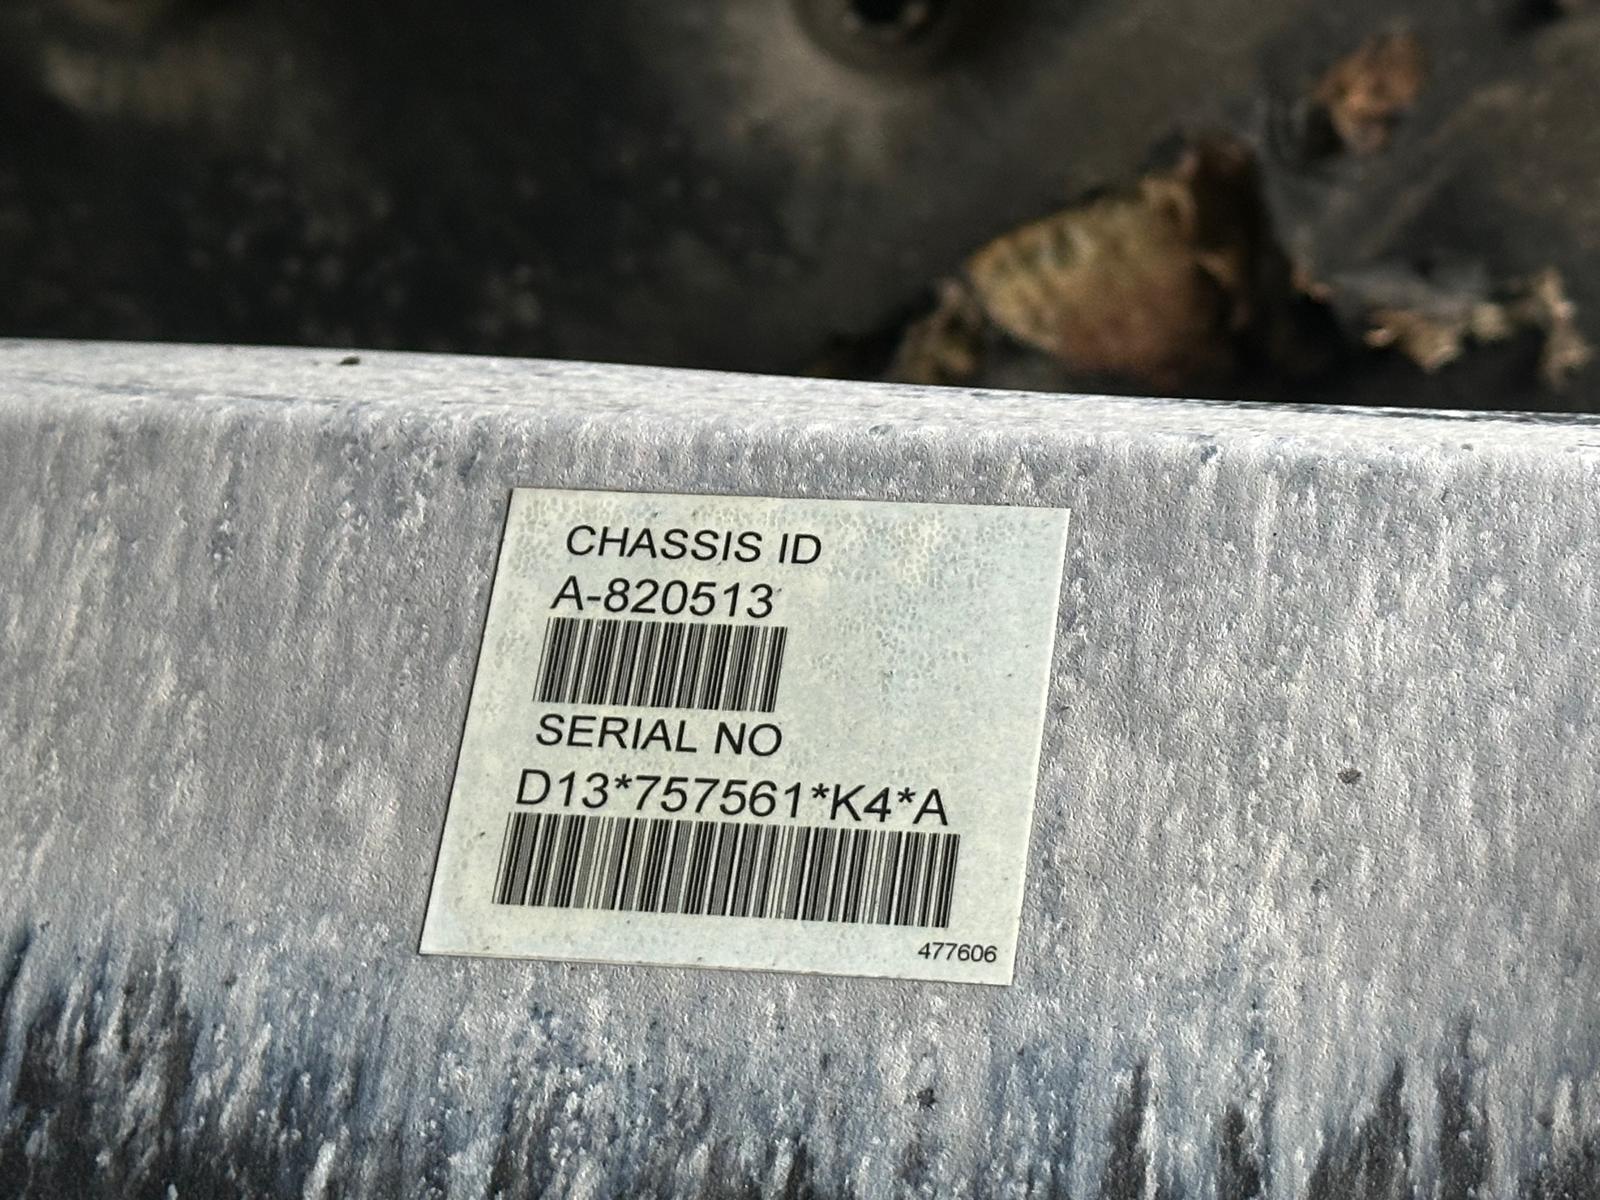 CHASSIS ID
A-820513
SERIAL NO
D13*757561*K4*A
477606